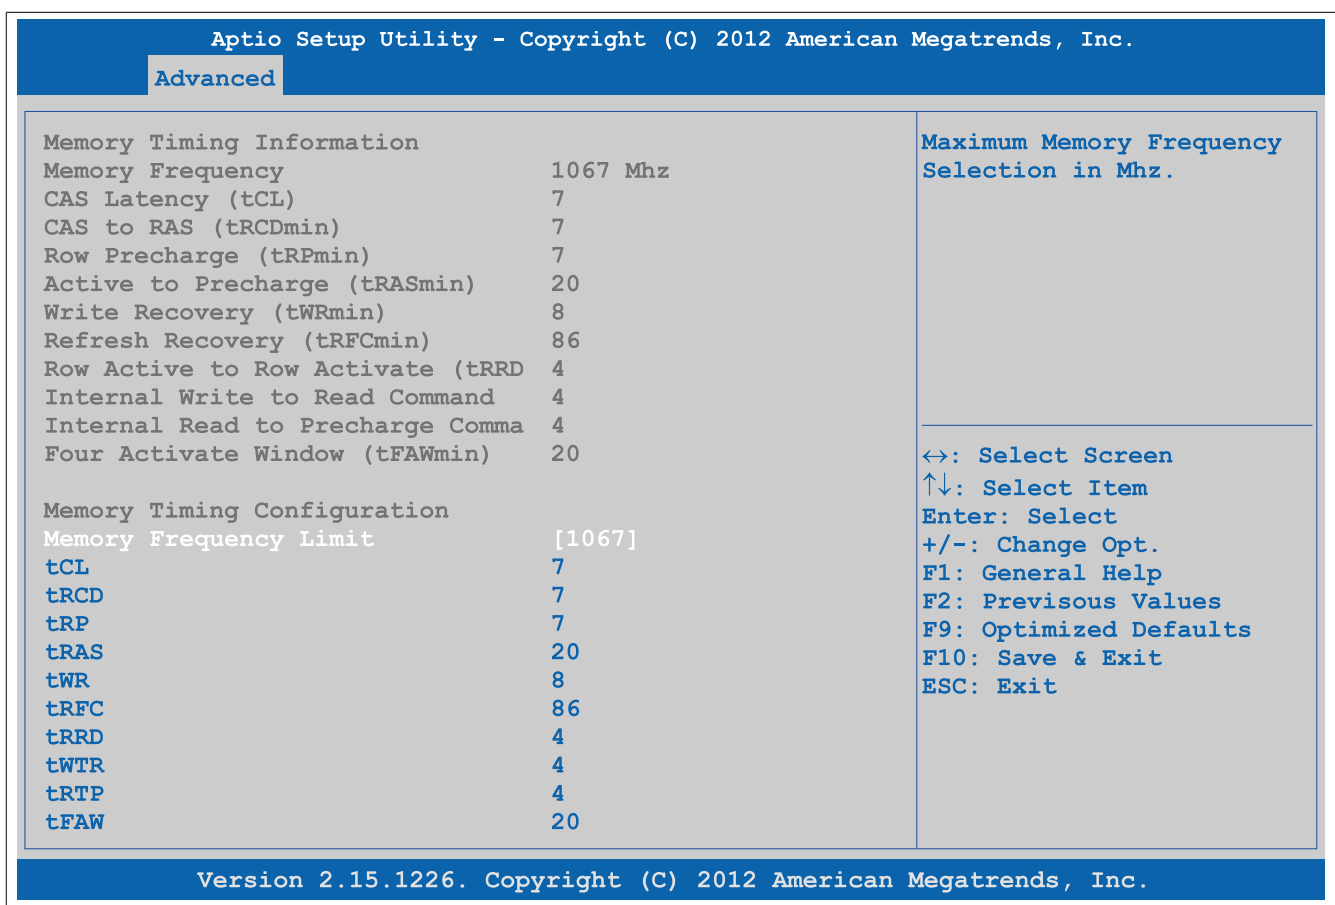 Aptio Setup Utility - Copyright (C) 2012 American Megatrends, Inc.
Advanced
Memory Timing Information
Memory Frequency 1067 Mhz
CAS Latency (tCL) 7
CAS to RAS (tRCDmin) 7
Row Precharge (tRPmin) 7
Active to Precharge (tRASmin) 20
Write Recovery (tWRmin) 8
Refresh Recovery (tRFCmin) 86
Row Active to Row Activate (tRRD 4
Internal Write to Read Command 4
Internal Read to Precharge Comma 4
Four Activate Window (tFAWmin) 20
Memory Timing Configuration
Memory Frequency Limit [1067]
tCL 7
tRCD 7
tRP 7
tRAS 20
tWR 8
tRFC 86
tRRD 4
tWTR 4
tRTP 4
tFAW 20
Maximum Memory Frequency
Selection in Mhz.
↔: Select Screen
↑↓: Select Item
Enter: Select
+/-: Change Opt.
F1: General Help
F2: Previsous Values
F9: Optimized Defaults
F10: Save & Exit
ESC: Exit
Version 2.15.1226. Copyright (C) 2012 American Megatrends, Inc.